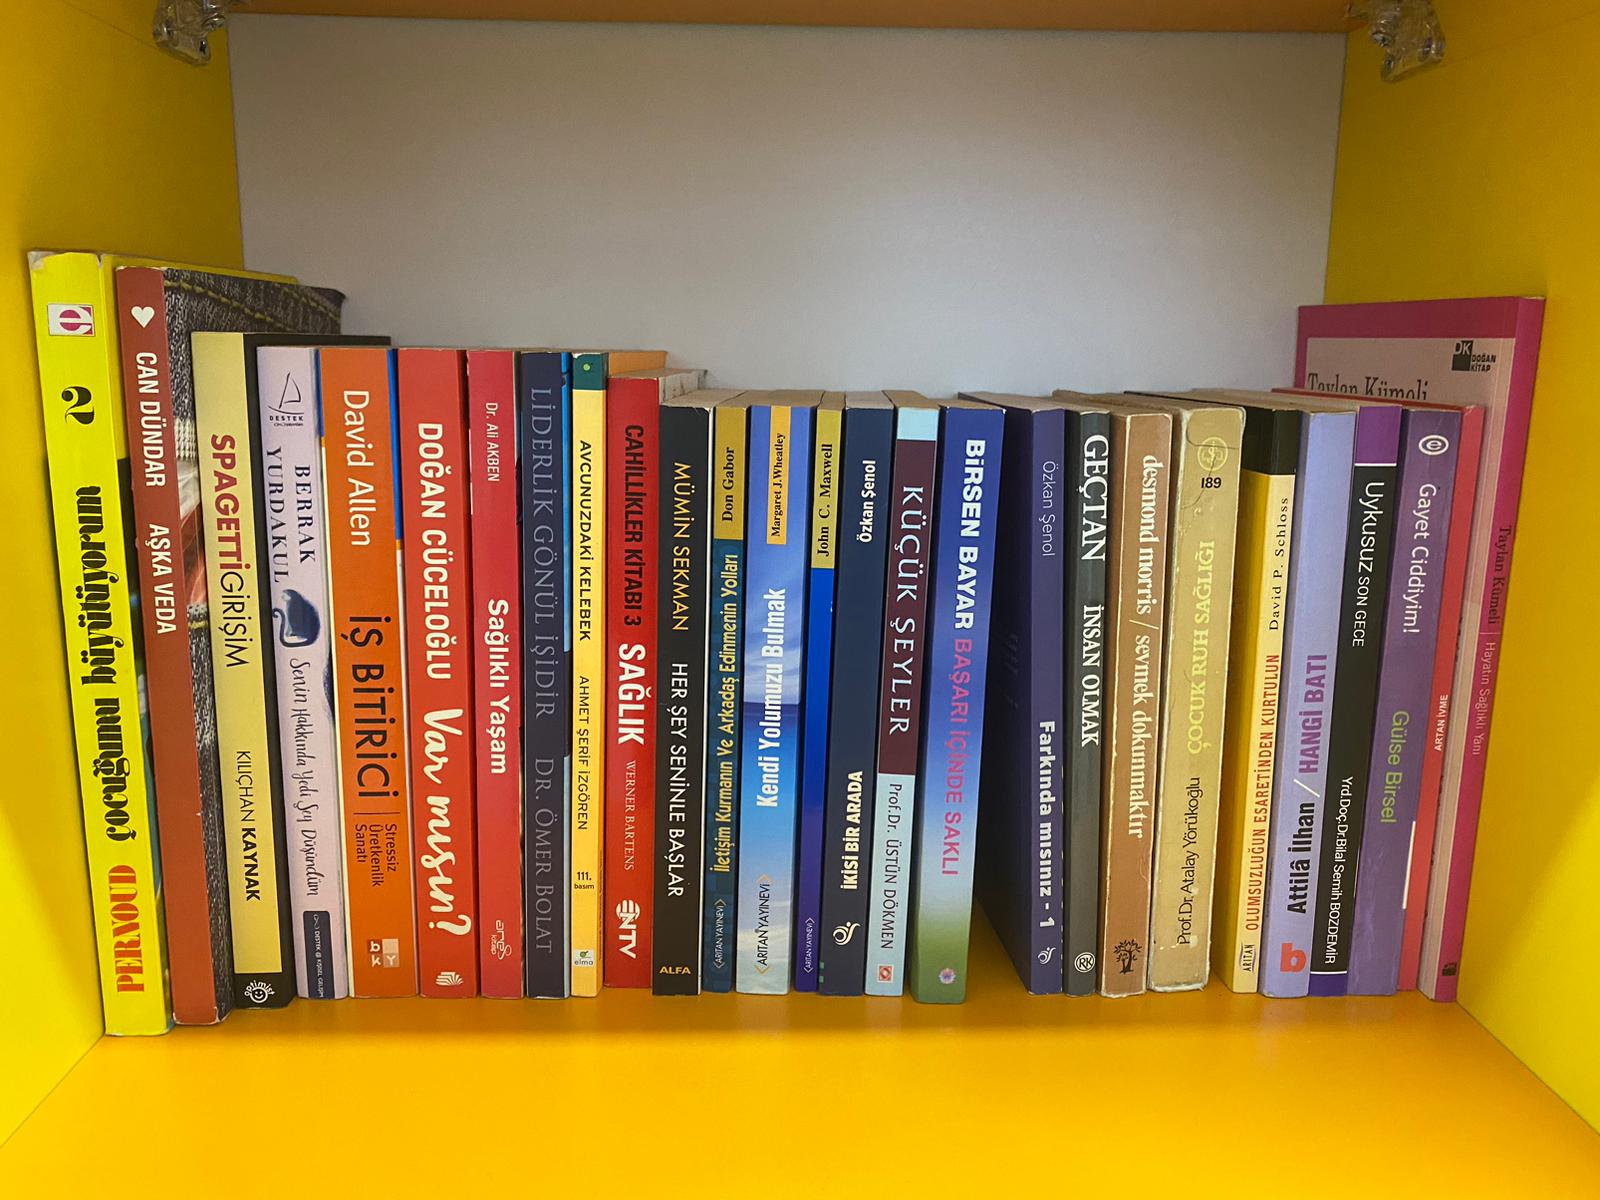 2
çocuğumu büyütüyorum
PERNOUD
CAN DÜNDAR AŞKA VEDA
SPAGETTİGİRİŞİM
KILIÇHAN KAYNAK
optimist
DESTEK
BERRAK
YURDAKUL
Senin Hakkında Yedi Şey Düşündüm
DESTEK
David Allen
İŞ BİTİRİCİ
Stressiz
Üretkenlik
Sanatı
DOĞAN CÜCELOĞLU Var mısın?
Dr. Ali AKBEN
Sağlıklı Yaşam
LİDERLİK GÖNÜL İŞİDİR DR. ÖMER BOLAT
AVCUNUZDAKİ KELEBEK AHMET ŞERİF İZGÖREN
111.
basım
elma
CAHİLLİKLER KİTABI 3 SAĞLIK WERNER BARTENS
NTV
MÜMİN SEKMAN HER ŞEY SENİNLE BAŞLAR
ALFA
Don Gabor
İletişim Kurmanın Ve Arkadaş Edinmenin Yolları
ARITAN YAYINEVİ
Margaret J. Wheatley
Kendi Yolumuzu Bulmak
ARITAN YAYINEVİ
John C. Maxwell
ARITAN YAYINEVİ
Özkan Şenol
İKİSİ BİR ARADA
KÜÇÜK ŞEYLER
Prof.Dr. ÜSTÜN DÖKMEN
BİRSEN BAYAR BAŞARI İÇİNDE SAKLI
Özkan Şenol
Farkında mısınız - 1
GEÇTAN İNSAN OLMAK
RK
desmond morris / sevmek dokunmaktır
189
ÇOCUK RUH SAĞLIĞI
Prof.Dr. Atalay Yörükoğlu
David P. Schloss
OLUMSUZLUĞUN ESARETİNDEN KURTULUN
ARITAN
Attilâ İlhan / HANGİ BATI
b
Uykusuz SON GECE
Yrd.Doç.Dr.Bilal Semih BOZDEMİR
Gayet Ciddiyim!
Gülse Birsel
ARTAN İVME
DK DOĞAN
KİTAP
Taylan Kümeli
Taylan Kümeli | Hayatın Sağlıklı Yanı